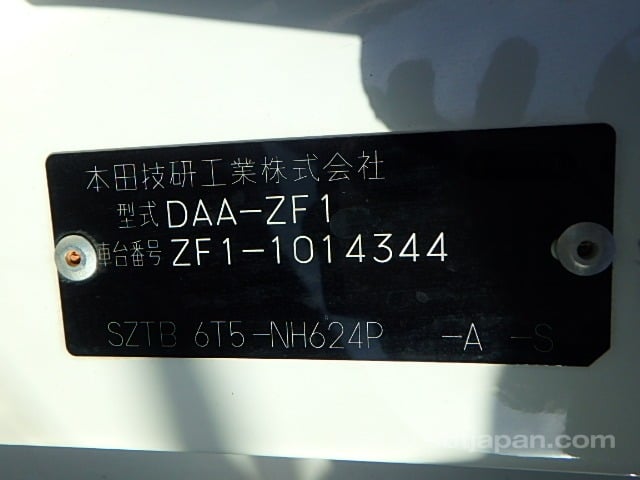 本田技研工業株式会社
型式 DAA-ZF1
車台番号 ZF1-1014344
SZTB 6T5-NH624P -A -S
japan.com